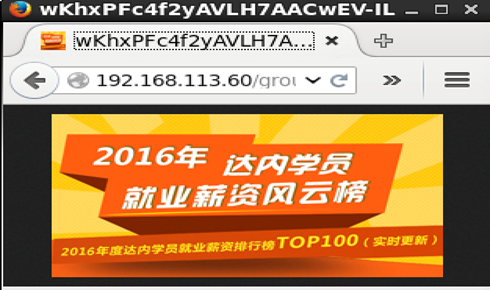 wKhxPFc4f2yAVLH7AACwEV-IL
wKhxPFc4f2yAVLH7A...
192.168.113.60/grou
2016年 达内学员
就业薪资风云榜
2016年度达内学员就业薪资排行榜TOP100（实时更新）